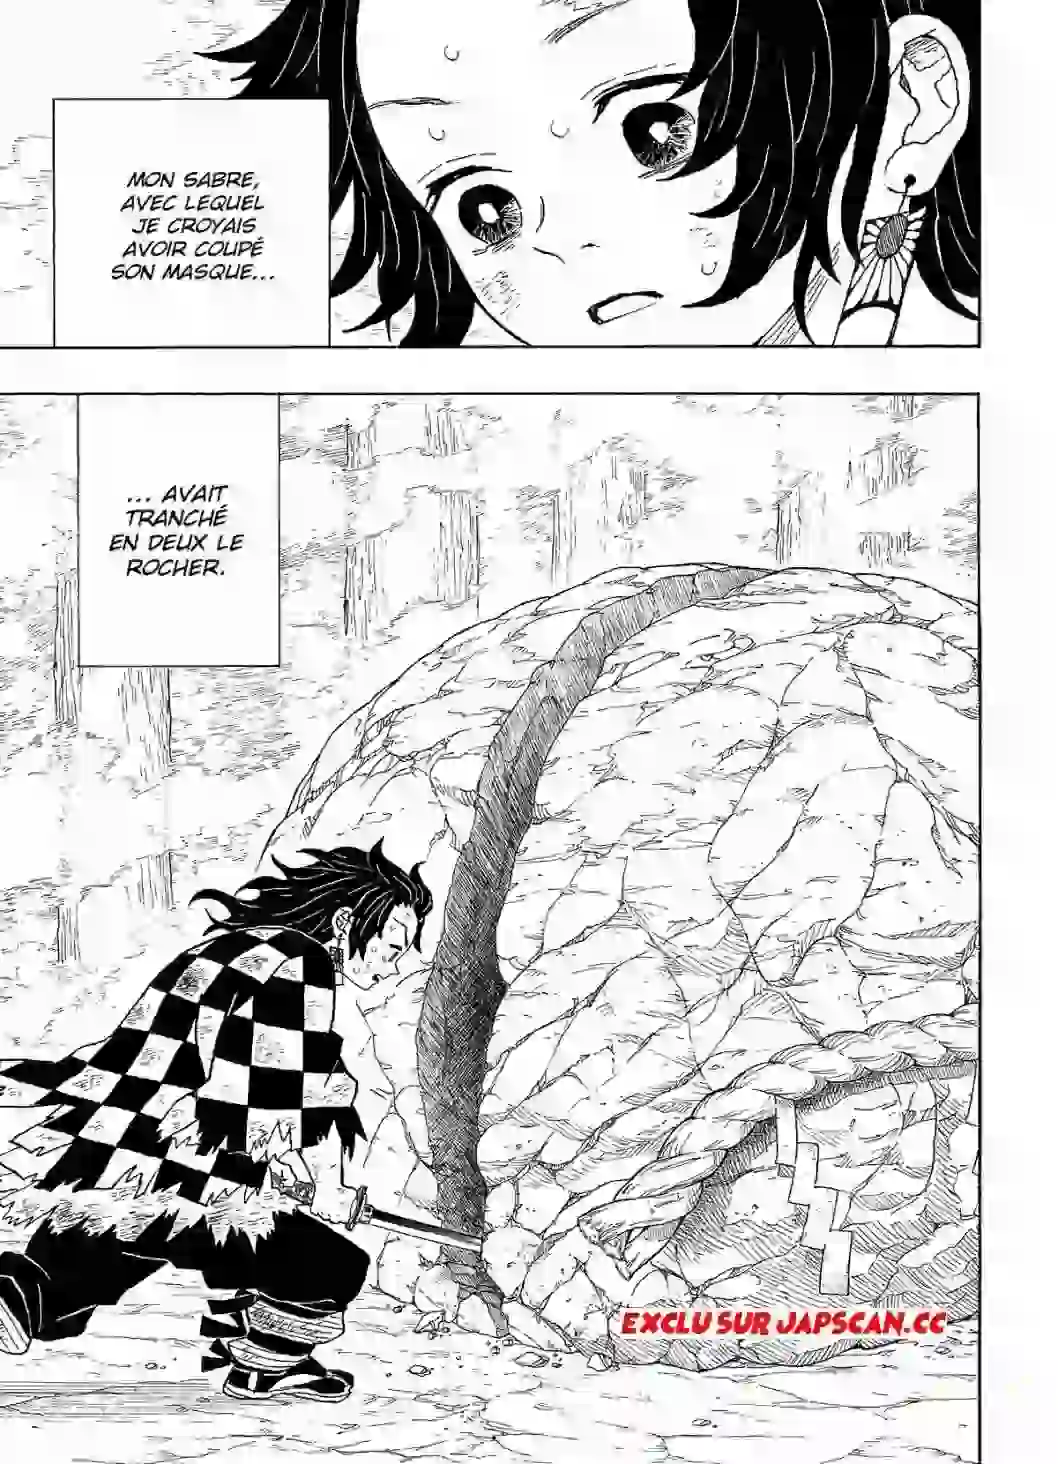 MON SABRE,
AVEC LEQUEL
JE CROYAIS
AVOIR COUPÉ
SON MASQUE...
... AVAIT
TRANCHÉ
EN DEUX LE
ROCHER.
EXCLU SUR JAPSCAN.CC